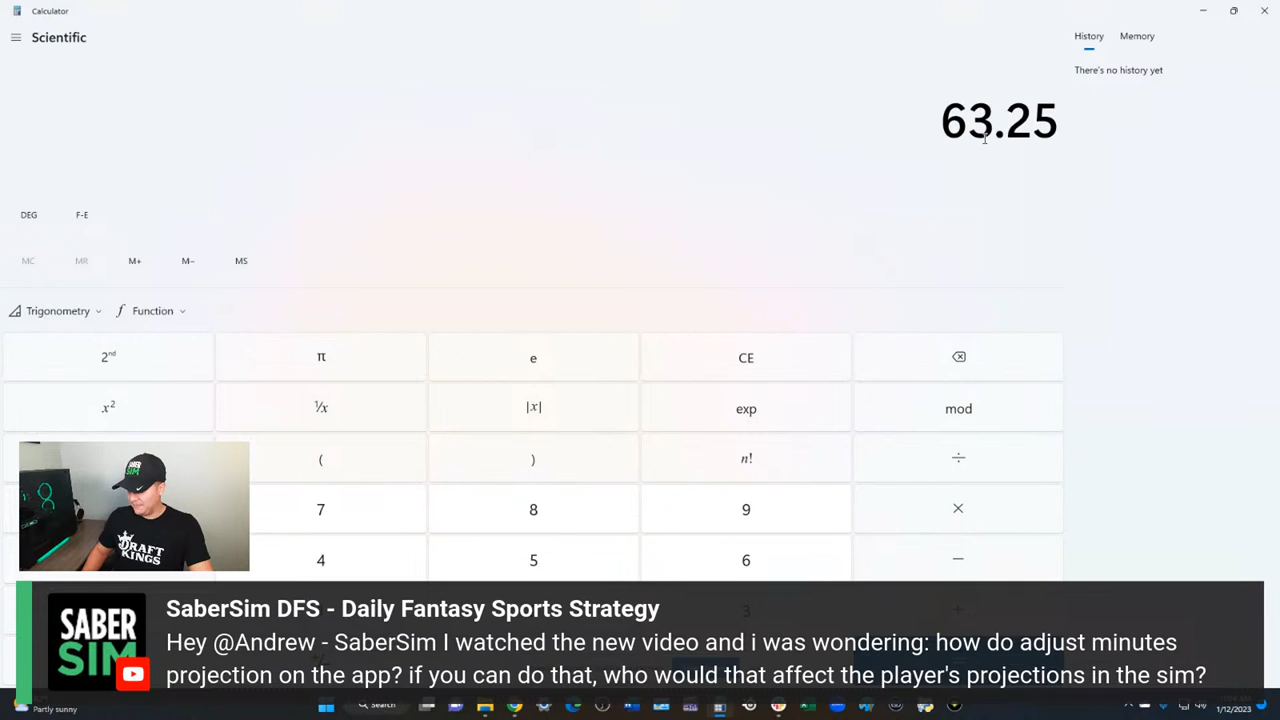 Calculator
Scientific
History Memory
There's no history yet
63.25
DEG F-E
MC MR M+ M− MS
Trigonometry Function
2nd π e CE
x² ⅟x |x| exp mod
( ) n! ÷
7 8 9 ×
4 5 6 −
3 +
SABER
SIM
DRAFT
KINGS
SABER
SIM
SaberSim DFS - Daily Fantasy Sports Strategy
Hey @Andrew - SaberSim I watched the new video and i was wondering: how do adjust minutes
projection on the app? if you can do that, who would that affect the player's projections in the sim?
Partly sunny
Search
1/12/2023